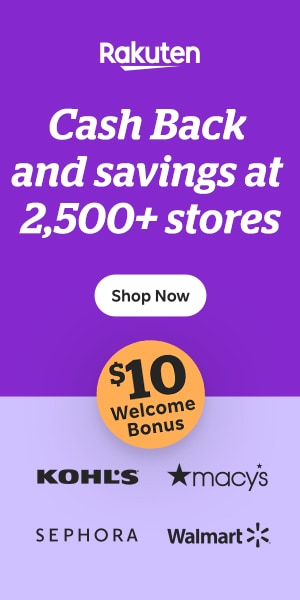 Rakuten
Cash Back
and savings at
2,500+ stores
Shop Now
$10
Welcome
Bonus
KOHL'S
macy's
SEPHORA
Walmart